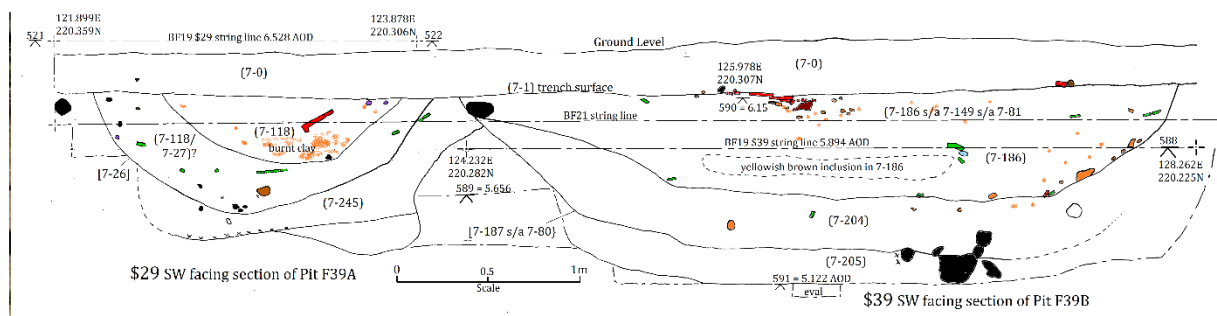 121.899E
220.359N
123.878E
220.306N
521
BF19 $29 string line 6.528 AOD
522
Ground Level
(7-0)
125.978E
220.307N
(7-0)
(7-1) trench surface
590 = 6.15
(7-186 s/a 7-149 s/a 7-81
BF21 string line
(7-118)
(7-118/
7-27)?
burnt clay
BF19 $39 string line 5.894 AOD
588
124.232E
220.282N
(7-186)
128.262E
220.225N
yellowish brown inclusion in 7-186
[7-26]
589 = 5.656
(7-245)
(7-204)
[7-187 s/a 7-80}
(7-205)
$29 SW facing section of Pit F39A
0
0.5
1m
Scale
591 = 5.122 AOD
eval
$39 SW facing section of Pit F39B